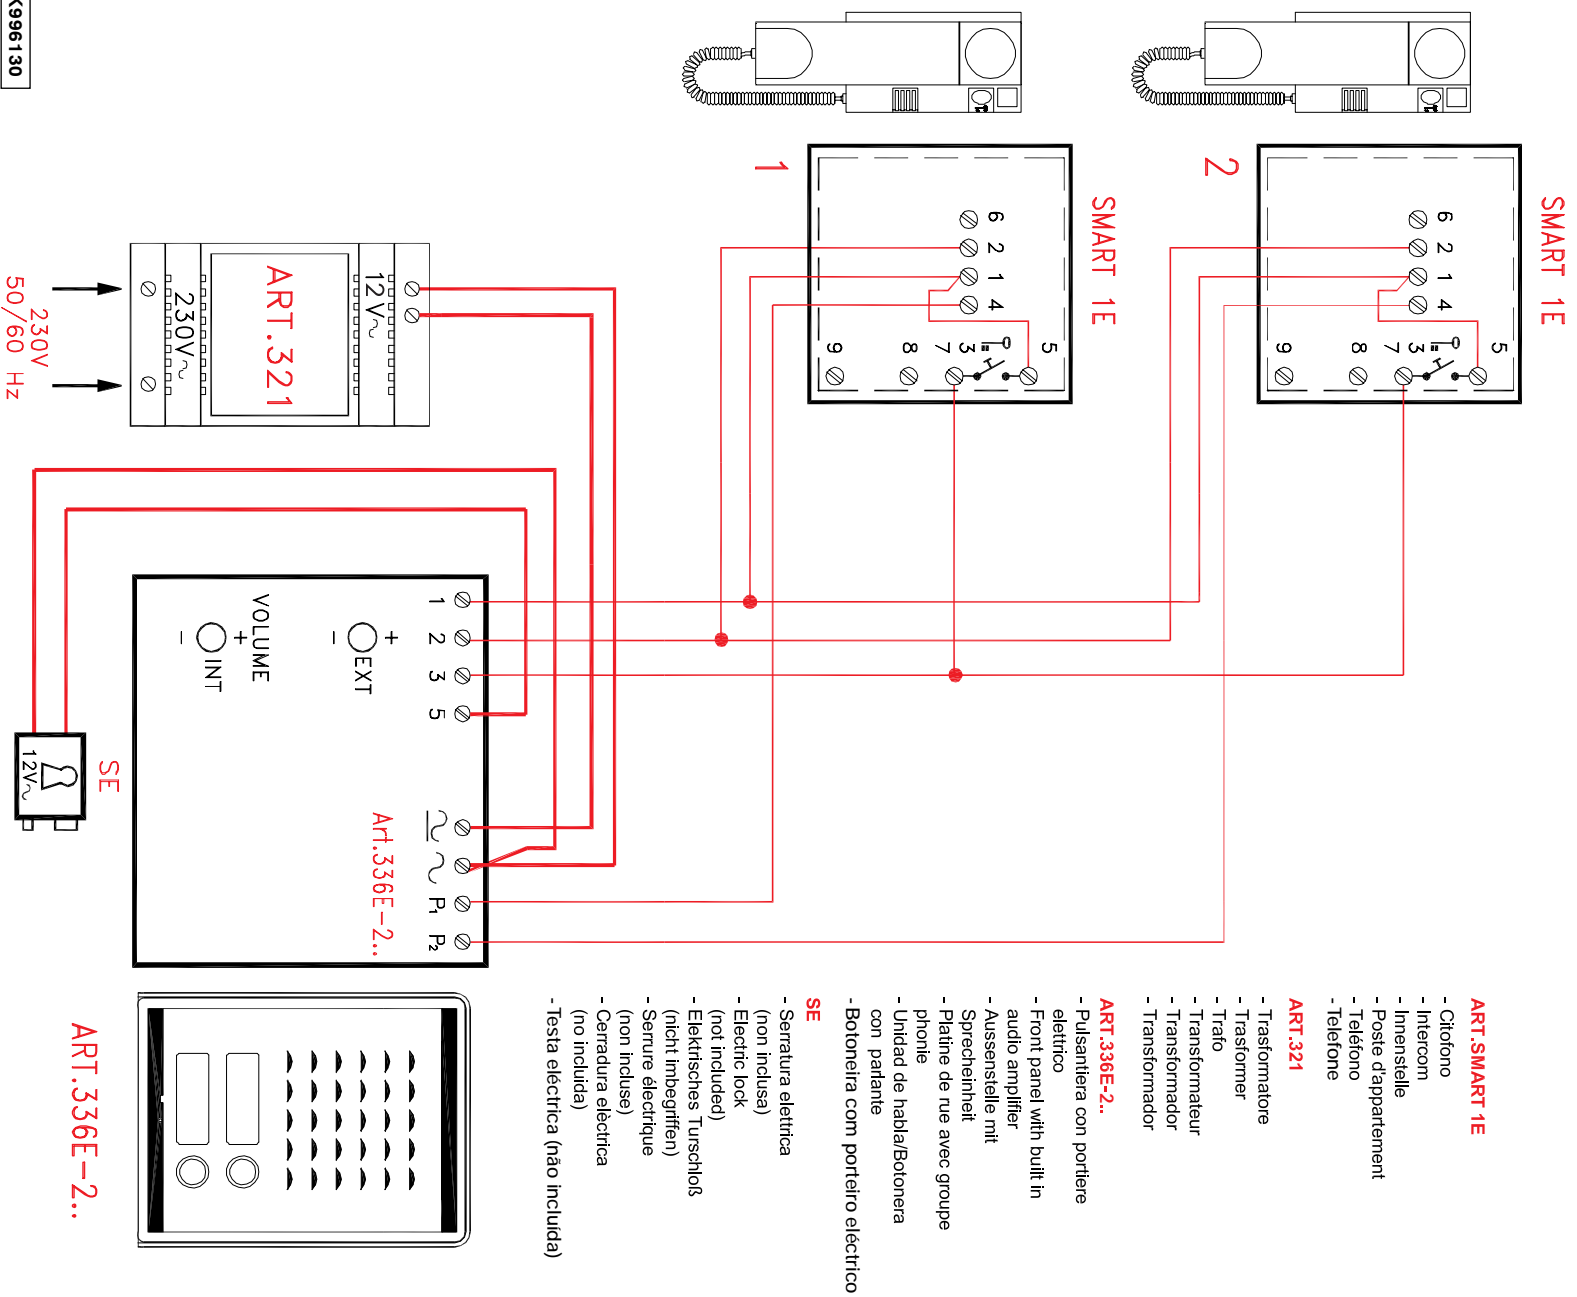 K996130
SMART 1E
2
6
2
1
4
5
3
7
8
9
SMART 1E
1
6
2
1
4
5
3
7
8
9
12V~
ART.321
230V~
230V
50/60 Hz
1
2
3
5
P1
P2
+
-
EXT
VOLUME
+
-
INT
Art.336E-2..
SE
12V~
ART.336E-2..
ART.SMART 1E
- Citofono
- Intercom
- Innenstelle
- Poste d'appartement
- Teléfono
- Telefone
ART.321
- Trasformatore
- Trasformer
- Trafo
- Transformateur
- Transformador
- Transformador
ART.336E-2..
- Pulsantiera con portiere
elettrico
- Front panel with built in
audio amplifier
- Aussenstelle mit
Sprecheinheit
- Platine de rue avec groupe
phonie
- Unidad de habla/Botonera
con parlante
- Botoneira com porteiro eléctrico
SE
- Serratura elettrica
(non inclusa)
- Electric lock
(not included)
- Elektrisches Turschloß
(nicht imbegriffen)
- Serrure électrique
(non incluse)
- Cerradura elèctrica
(no incluida)
- Testa eléctrica (não incluída)